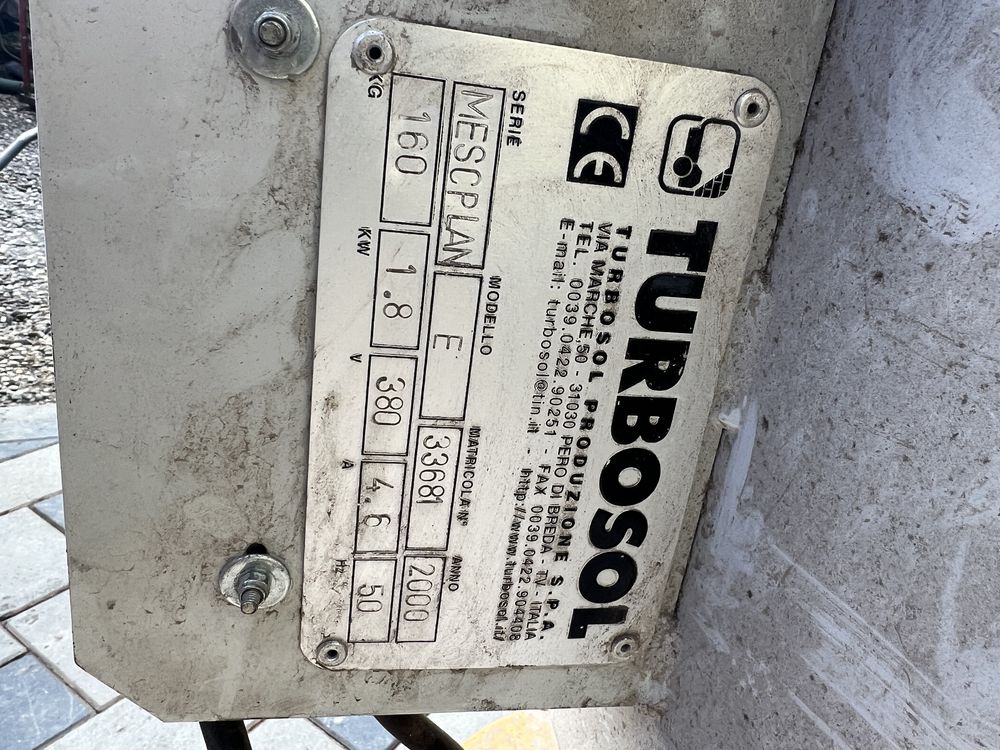 TURBOSOL
CE
TURBOSOL PRODUZIONE S.P.A.
VIA MARCHE,50 - 31030 PERO DI BREDA - TV - ITALIA
TEL. 0039.0422.90251 - FAX 0039.0422.904408
E-mail: turbosol@tin.it - http://www.turbosol.it/
SERIE MODELLO MATRICOLA N° ANNO
MESCPLAN E 33681 2000
KG KW V A Hz
160 1.8 380 4.6 50